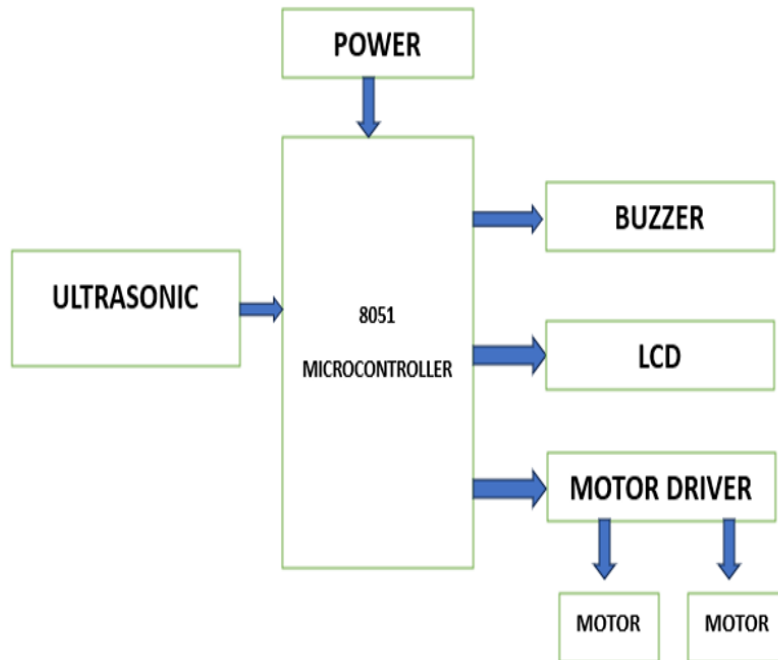 POWER
BUZZER
ULTRASONIC
8051
MICROCONTROLLER
LCD
MOTOR DRIVER
MOTOR
MOTOR